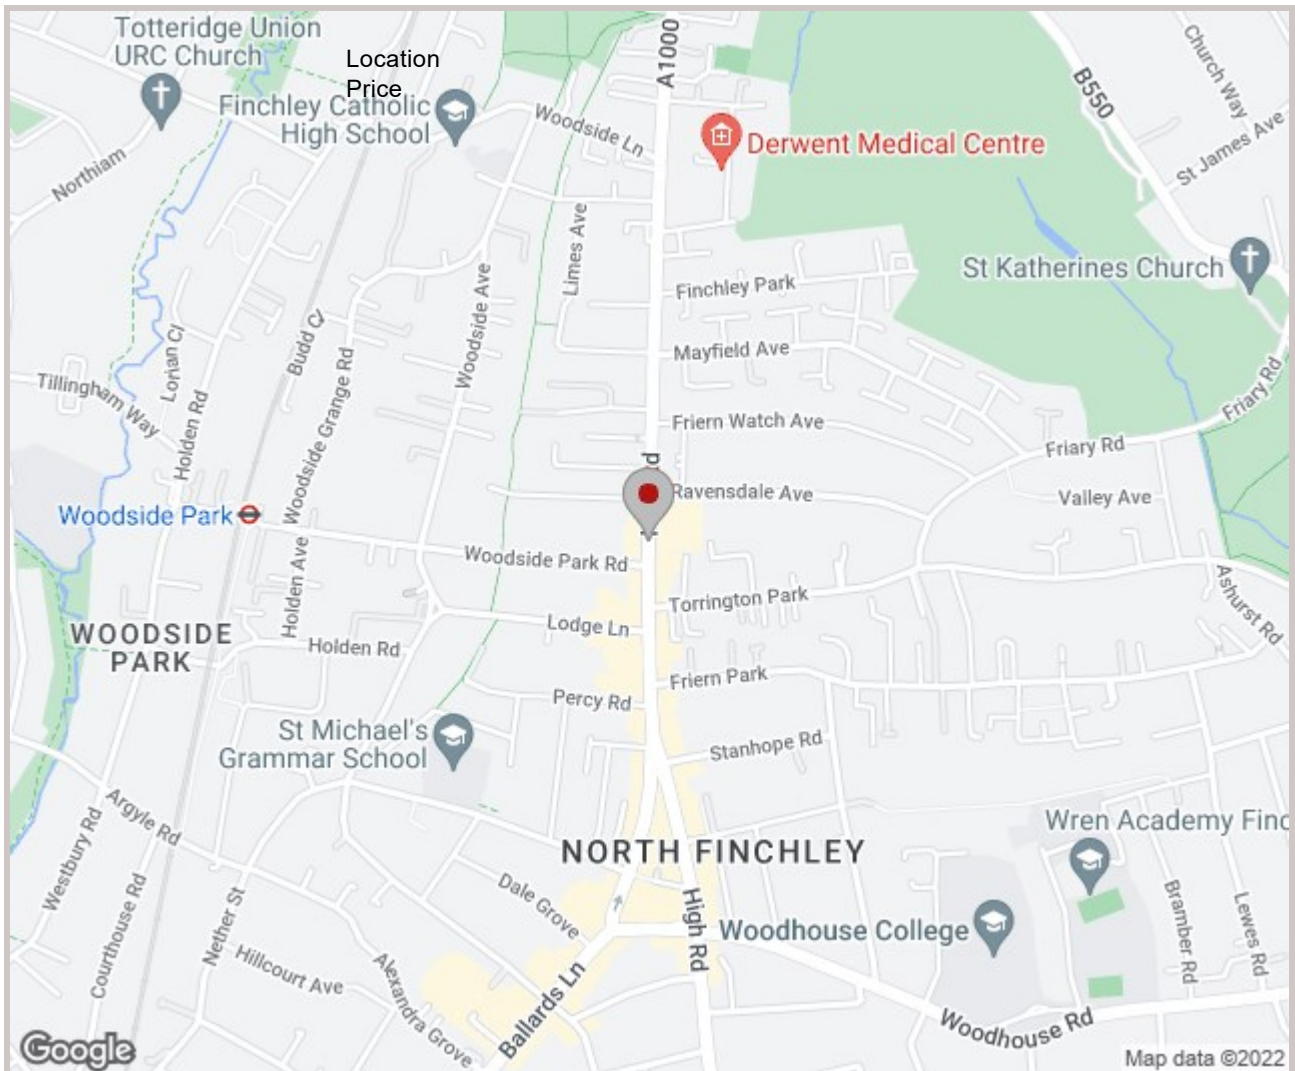 Totteridge Union
URC Church
Location
Price
A1000
Church Way
B550
Finchley Catholic
High School
Woodside Ln
Derwent Medical Centre
St James Ave
Northiam
Limes Ave
St Katherines Church
Finchley Park
Woodside Ave
Budd Cl
Lorian Cl
Mayfield Ave
Tillingham Way
Holden Rd
Woodside Grange Rd
Friary Rd
Friern Watch Ave
Friary Rd
Ravensdale Ave
Valley Ave
Woodside Park
Woodside Park Rd
Holden Ave
Torrington Park
Ashurst Rd
Lodge Ln
WOODSIDE
PARK
Holden Rd
Friern Park
Percy Rd
St Michael's
Grammar School
Stanhope Rd
Argyle Rd
Westbury Rd
Wren Academy Finc
NORTH FINCHLEY
Dale Grove
High Rd
Courthouse Rd
Nether St
Woodhouse College
Bramber Rd
Lewes Rd
Hillcourt Ave
Alexandra Grove
Ballards Ln
Woodhouse Rd
Google
Map data ©2022